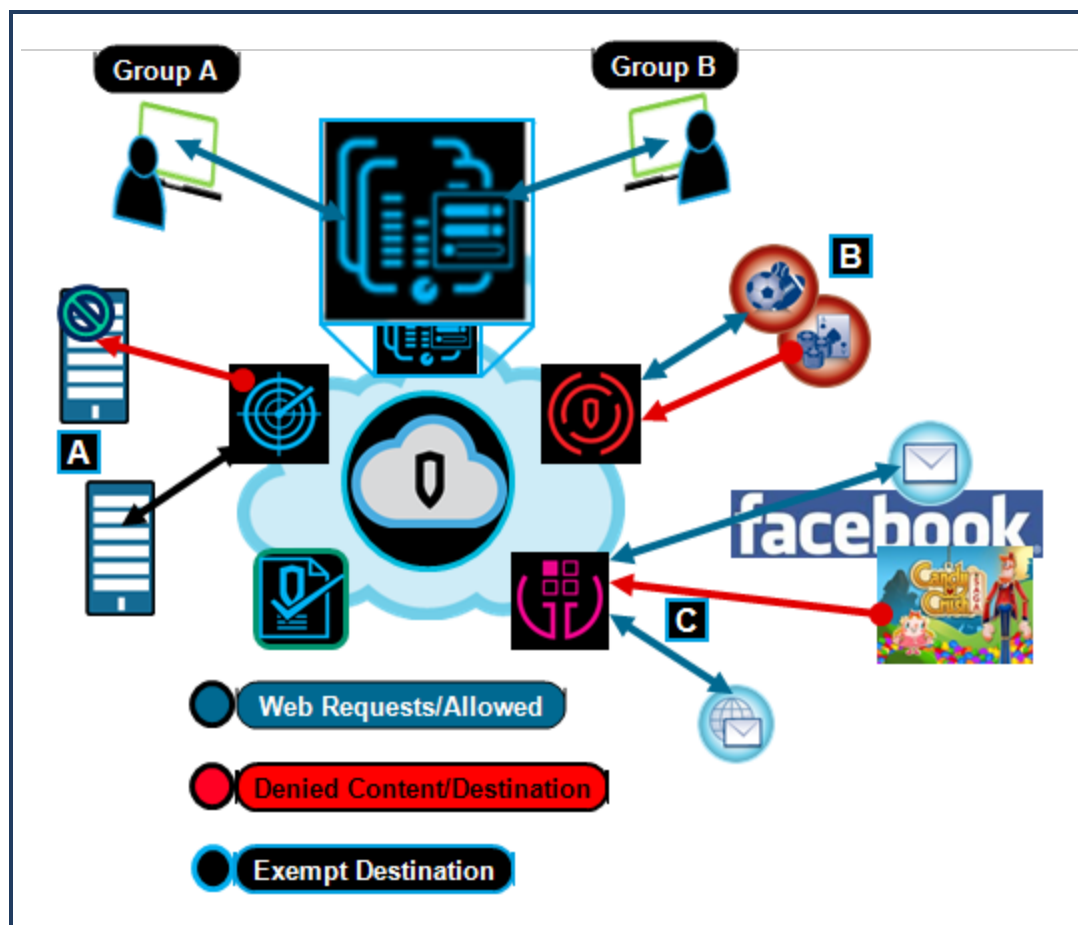 Group A
Group B
B
A
facebook
Candy
Crush
SAGA
C
Web Requests/Allowed
Denied Content/Destination
Exempt Destination